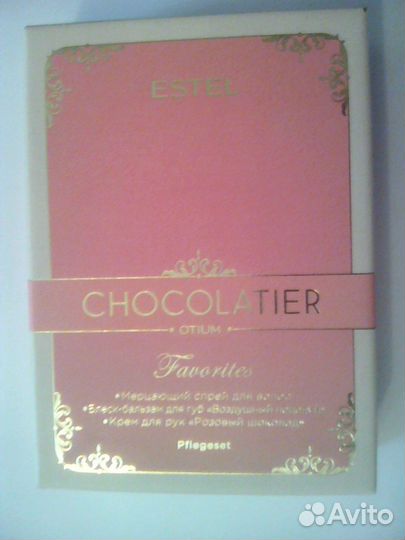 ESTEL
CHOCOLATIER
• OTIUM •
Favorites
•Мерцающий спрей для волос
•Блеск-бальзам для губ «Воздушный
•Крем для рук «Розовый шоколад»
Pflegeset
Avito